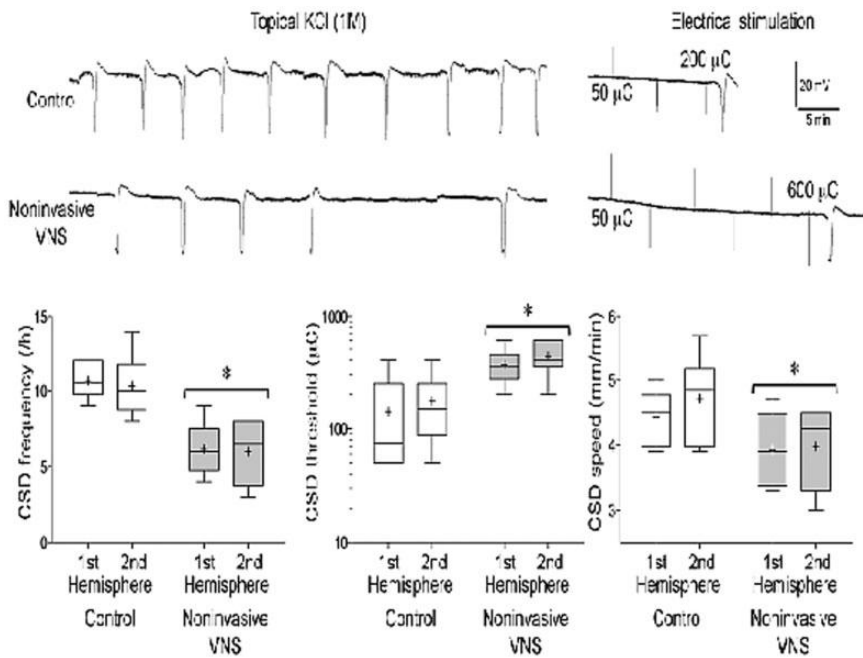 Topical KCl (1M)
Electrical stimulation
Contro
200 µC
50 µC
20 mV
5 min
Noninvasive
VNS
600 µC
50 µC
CSD frequency (/h)
15
10
5
0
*
1st 2nd 1st 2nd
Hemisphere Hemisphere
Control Noninvasive
VNS
CSD threshold (µC)
1000
100
10
*
1st 2nd 1st 2nd
Hemisphere Hemisphere
Control Noninvasive
VNS
CSD speed (mm/min)
6
5
4
3
*
1st 2nd 1st 2nd
Hemisphere Hemisphere
Contro Noninvasive
VNS